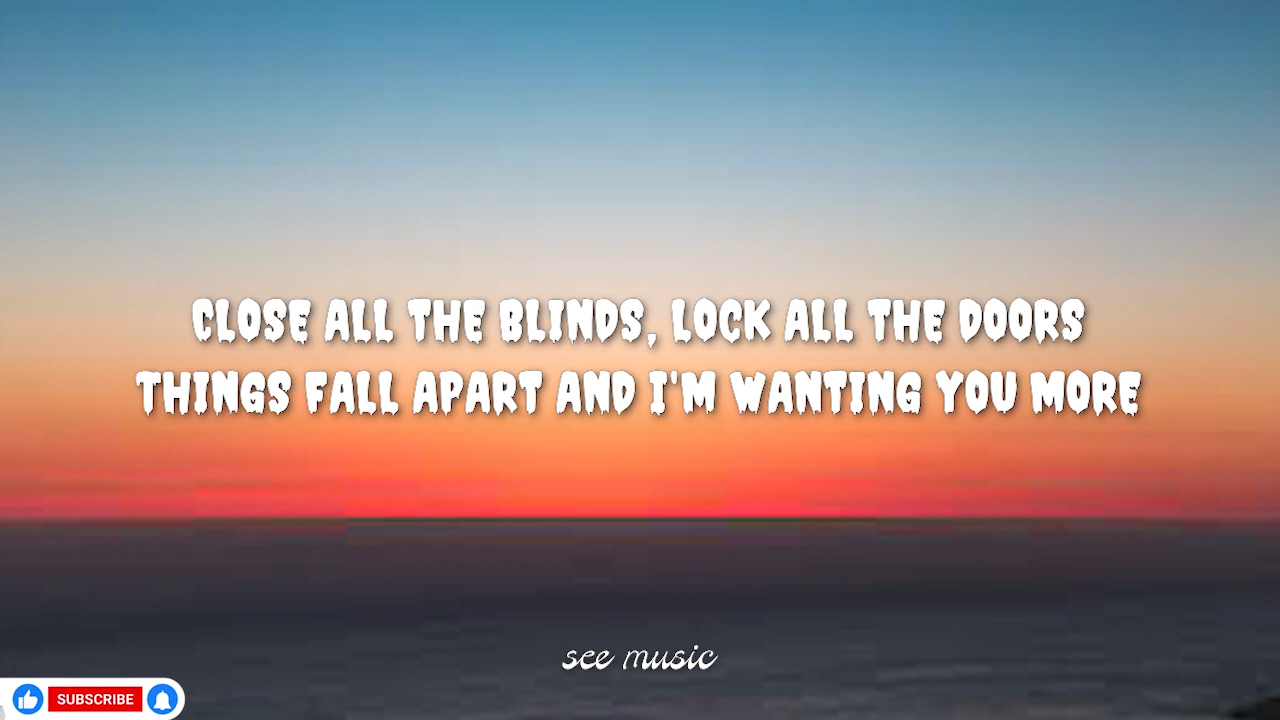 CLOSE ALL THE BLINDS, LOCK ALL THE DOORS
THINGS FALL APART AND I'M WANTING YOU MORE
see music
SUBSCRIBE